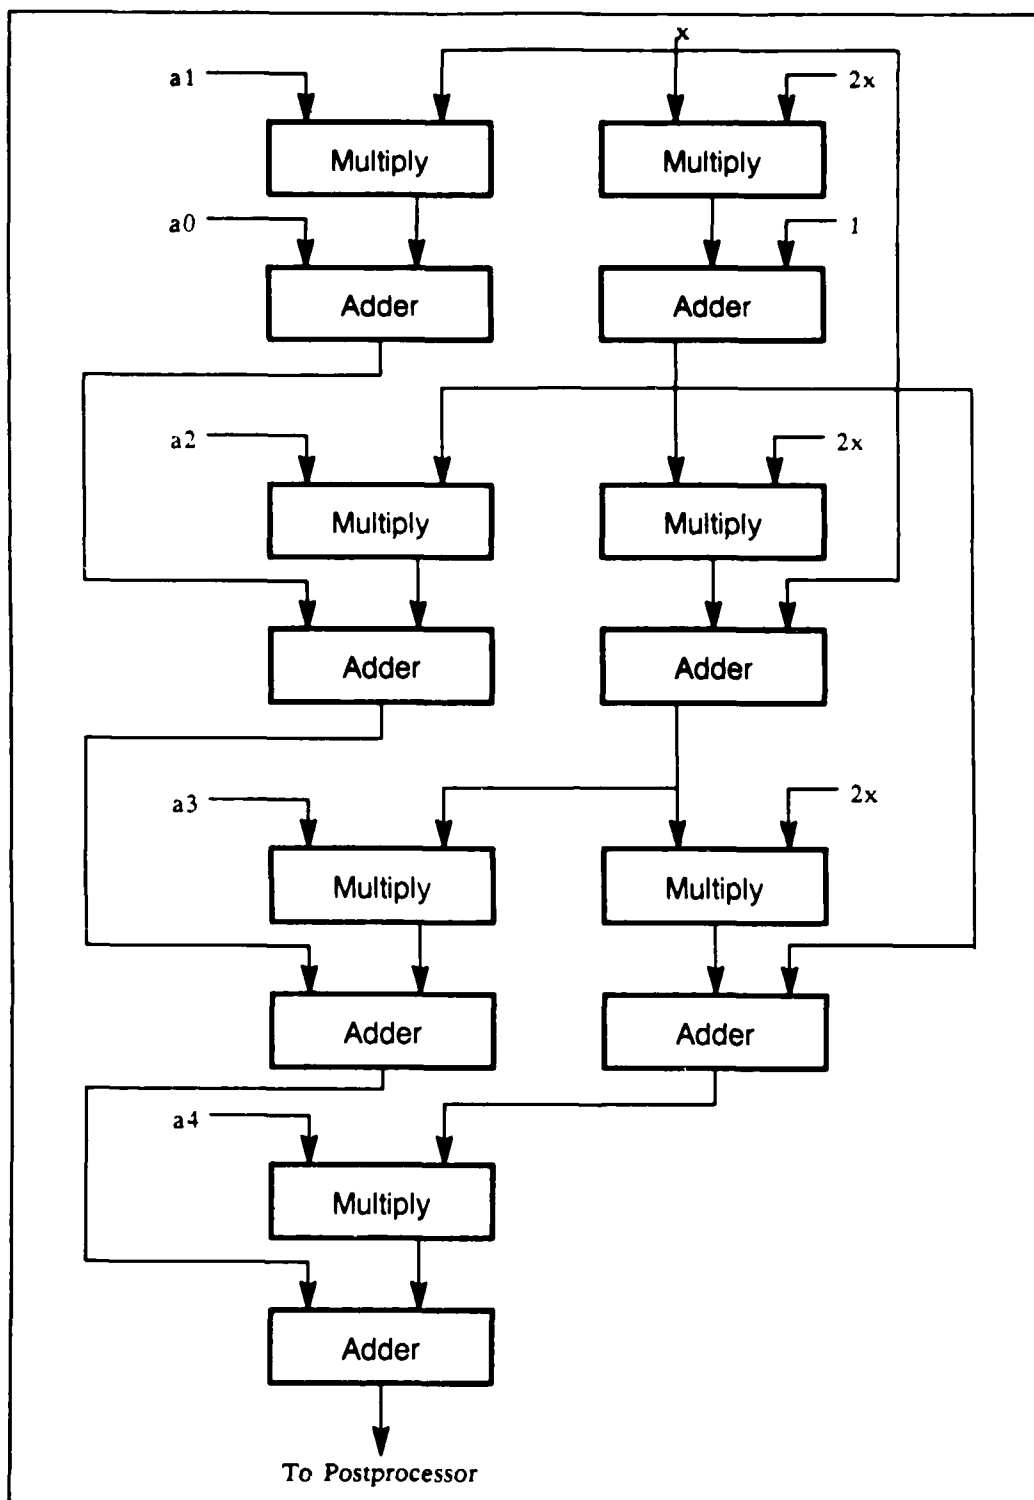 x
a1
2x
Multiply
Multiply
a0
1
Adder
Adder
a2
2x
Multiply
Multiply
Adder
Adder
a3
2x
Multiply
Multiply
Adder
Adder
a4
Multiply
Adder
To Postprocessor